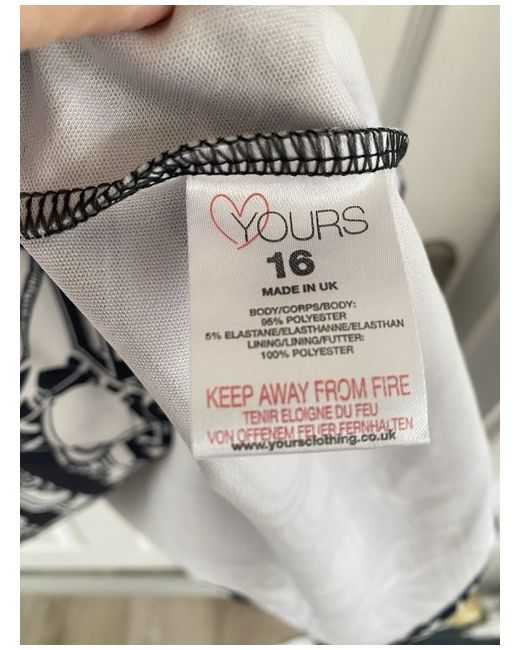 YOURS
16
MADE IN UK
BODY/CORPS/BODY:
95% POLYESTER
5% ELASTANE/ELASTHANNE/ELASTHAN
LINING/LINING/FUTTER:
100% POLYESTER
KEEP AWAY FROM FIRE
TENIR ELOIGNE DU FEU
VON OFFENEM FEUER FERNHALTEN
www.yoursclothing.co.uk